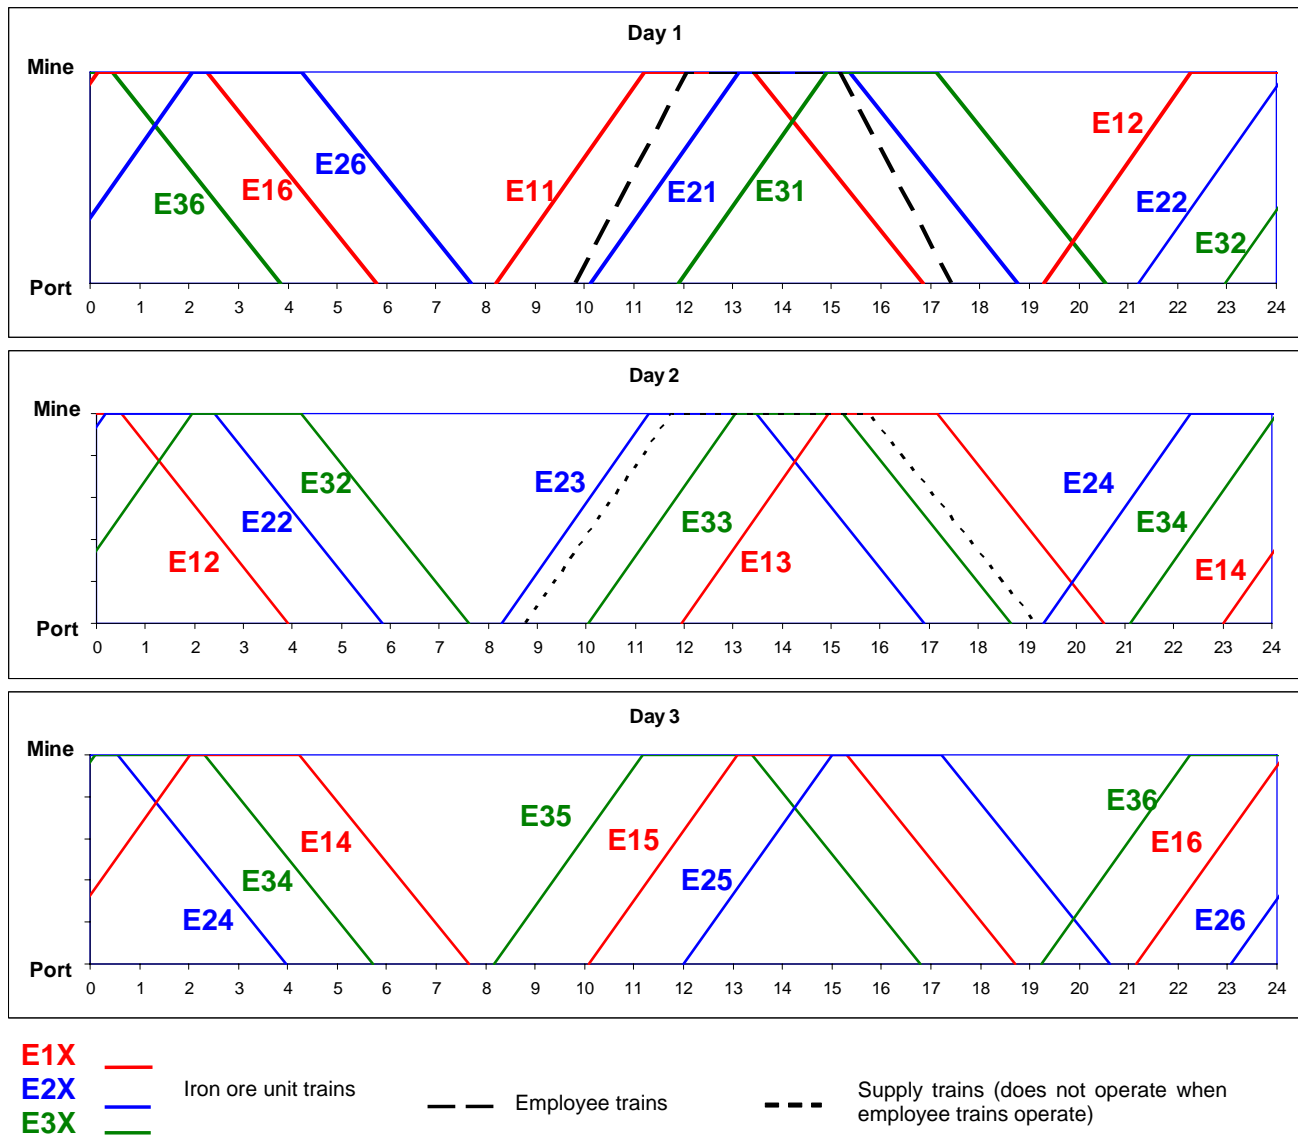 Day 1
Mine
E12
E36
E16
E26
E11
E21
E31
E22
E32
Port
0 1 2 3 4 5 6 7 8 9 10 11 12 13 14 15 16 17 18 19 20 21 22 23 24
Day 2
Mine
E32
E23
E24
E12
E22
E33
E13
E34
E14
Port
0 1 2 3 4 5 6 7 8 9 10 11 12 13 14 15 16 17 18 19 20 21 22 23 24
Day 3
Mine
E35
E36
E24
E34
E14
E15
E25
E16
E26
Port
0 1 2 3 4 5 6 7 8 9 10 11 12 13 14 15 16 17 18 19 20 21 22 23 24
E1X
E2X
E3X
Iron ore unit trains
Employee trains
Supply trains (does not operate when
employee trains operate)